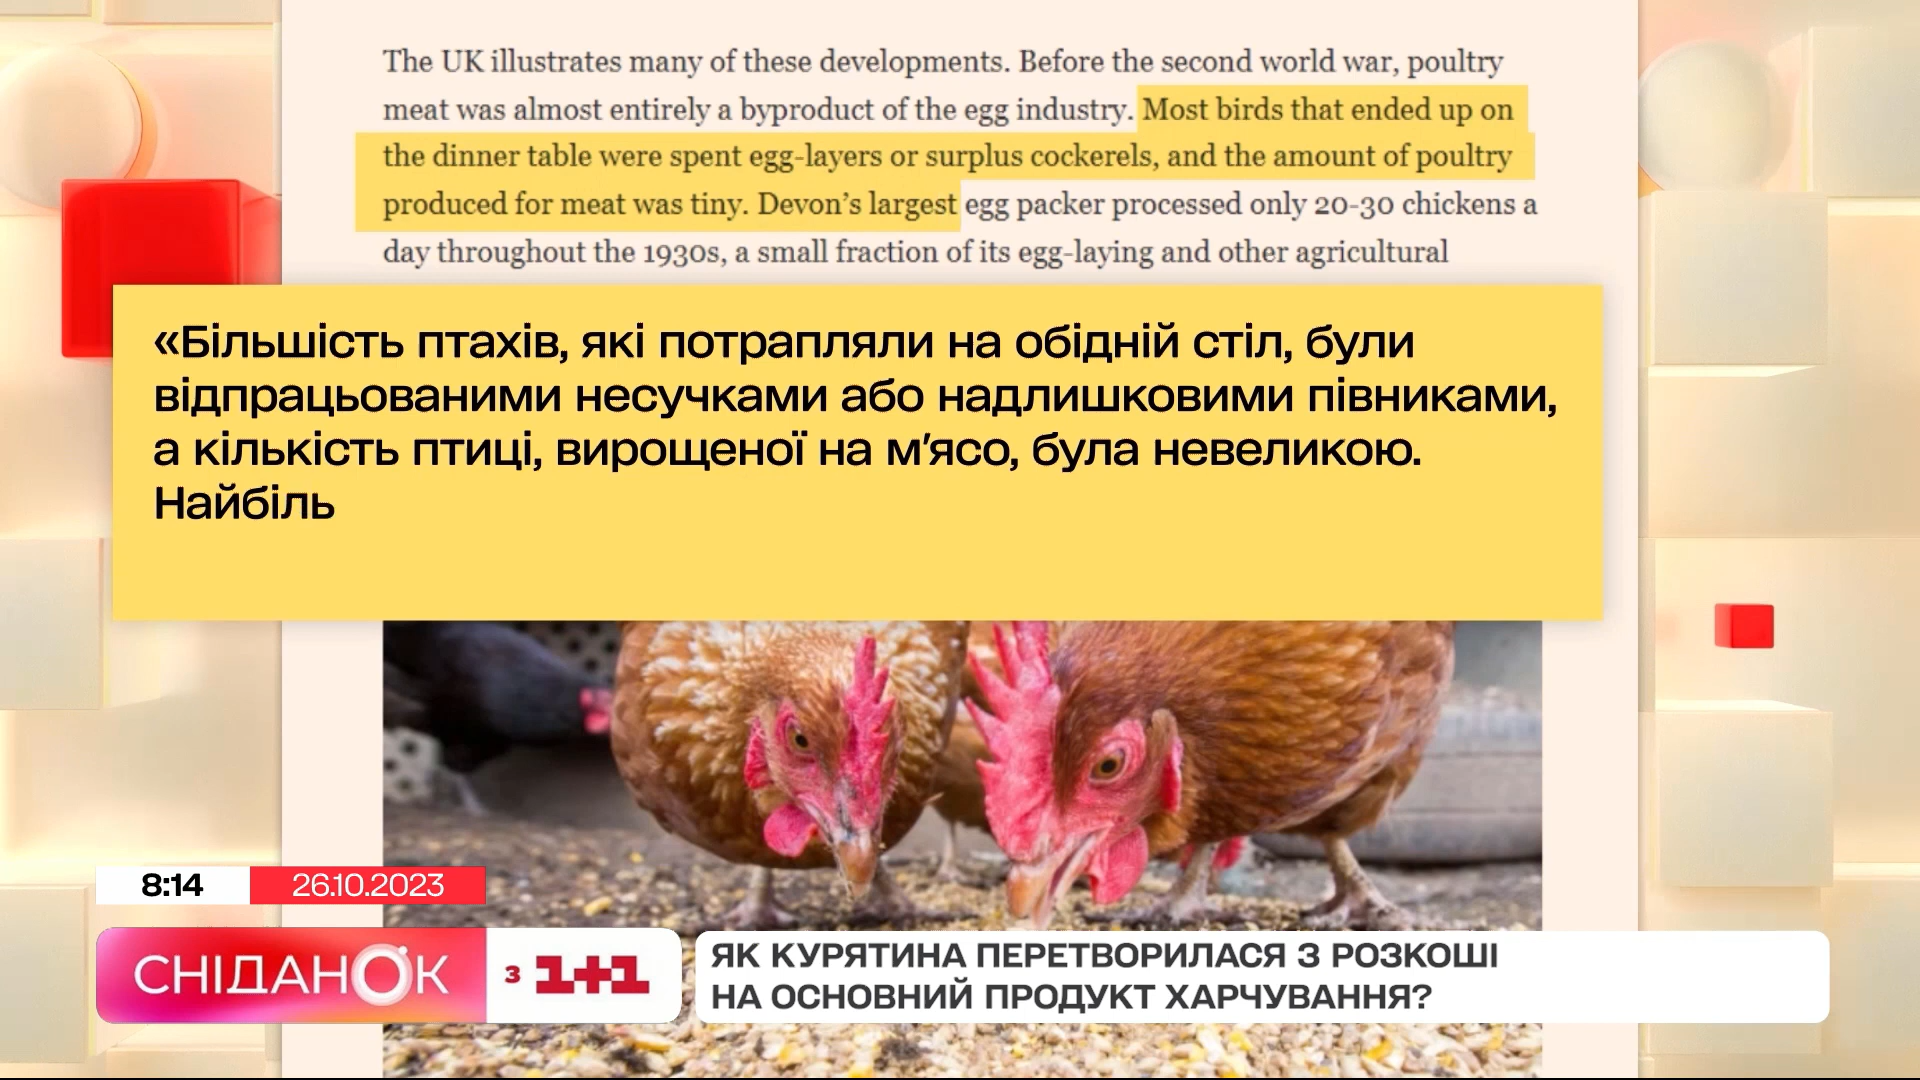 The UK illustrates many of these developments. Before the second world war, poultry
meat was almost entirely a byproduct of the egg industry. Most birds that ended up on
the dinner table were spent egg-layers or surplus cockerels, and the amount of poultry
produced for meat was tiny. Devon’s largest egg packer processed only 20-30 chickens a
day throughout the 1930s, a small fraction of its egg-laying and other agricultural
«Більшість птахів, які потрапляли на обідній стіл, були
відпрацьованими несучками або надлишковими півниками,
а кількість птиці, вирощеної на м’ясо, була невеликою.
Найбіль
8:14 26.10.2023
СНІДАНОК з 1+1
ЯК КУРЯТИНА ПЕРЕТВОРИЛАСЯ З РОЗКОШІ
НА ОСНОВНИЙ ПРОДУКТ ХАРЧУВАННЯ?